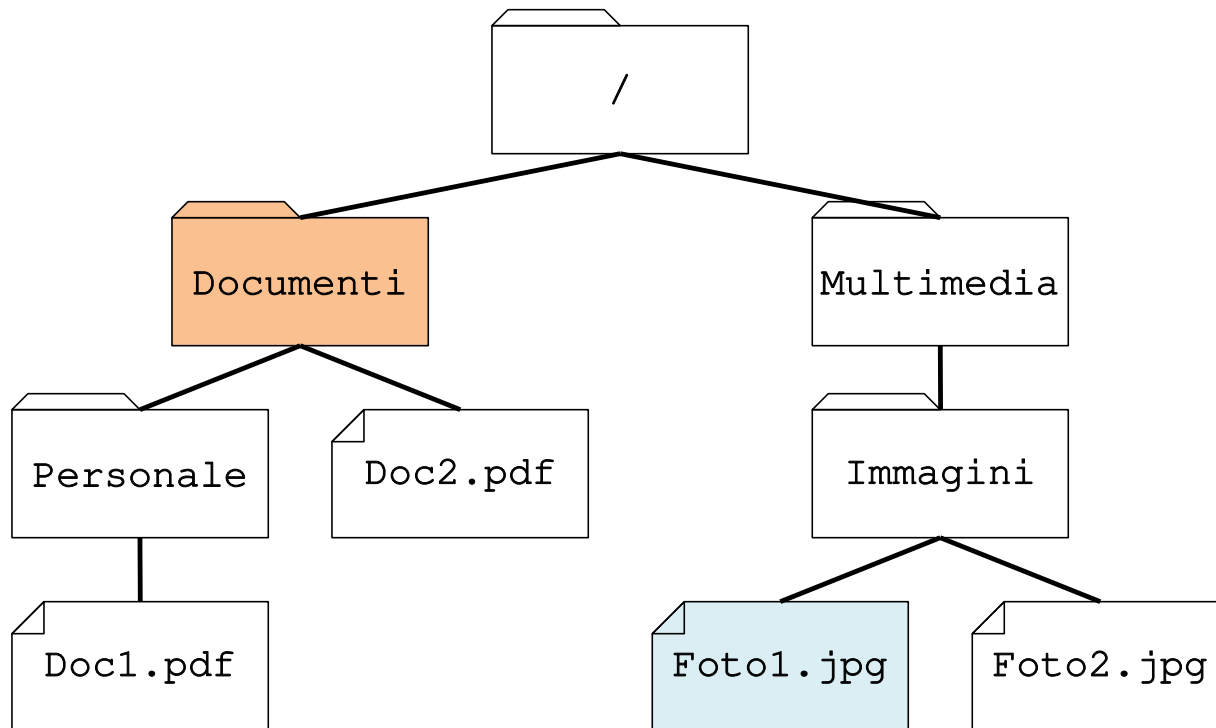 /
Documenti
Multimedia
Personale
Doc2.pdf
Immagini
Doc1.pdf
Foto1.jpg
Foto2.jpg